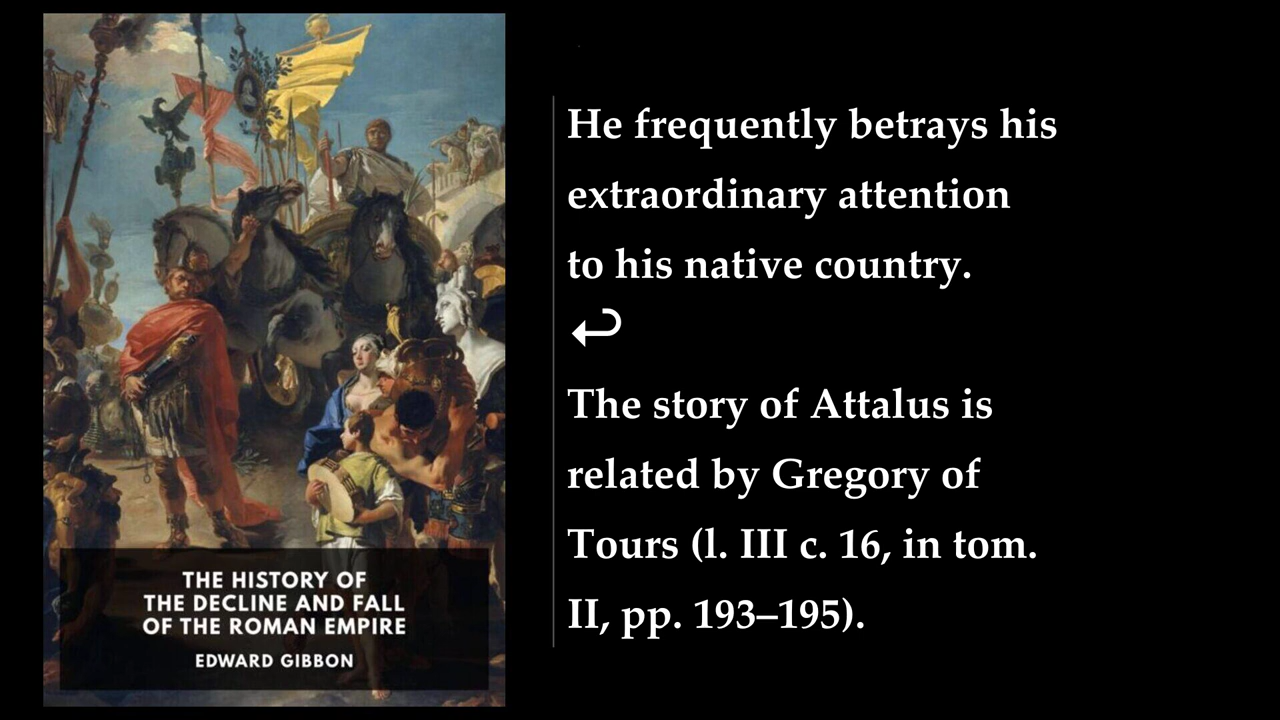 THE HISTORY OF
THE DECLINE AND FALL
OF THE ROMAN EMPIRE
EDWARD GIBBON
He frequently betrays his
extraordinary attention
to his native country.
↩
The story of Attalus is
related by Gregory of
Tours (l. III c. 16, in tom.
II, pp. 193–195).